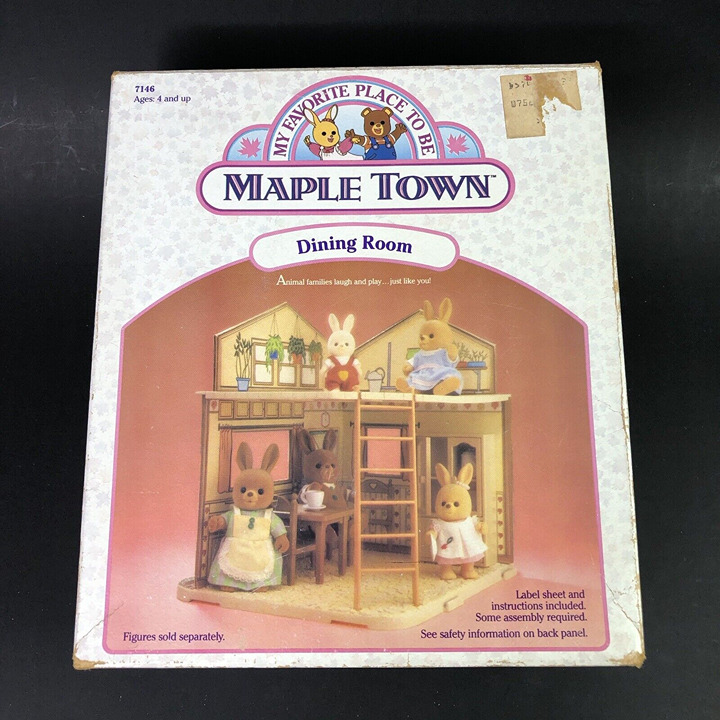 7146
Ages: 4 and up
MY FAVORITE PLACE TO BE
MAPLE TOWN™
Dining Room
Animal families laugh and play...just like you!
Label sheet and
instructions included.
Some assembly required.
Figures sold separately.
See safety information on back panel.